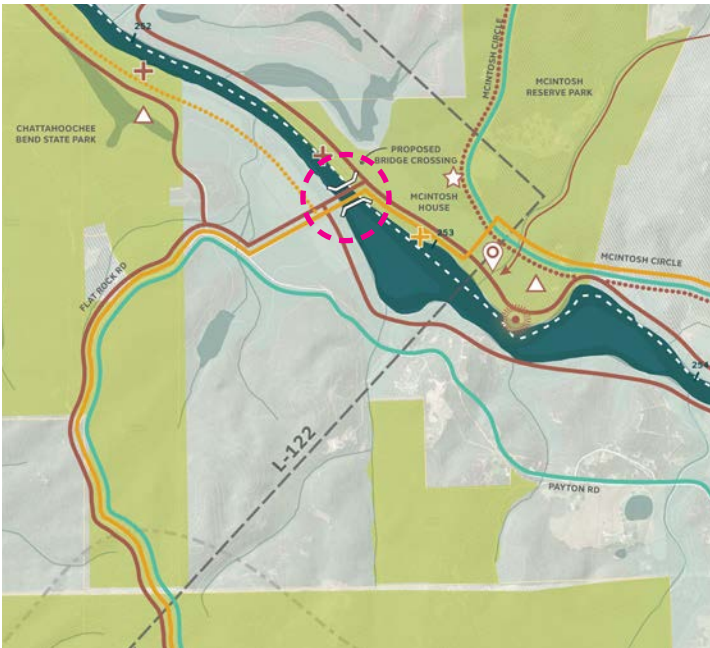 252
MCINTOSH CIRCLE
MCINTOSH
RESERVE PARK
CHATTAHOOCHEE
BEND STATE PARK
PROPOSED
BRIDGE CROSSING
MCINTOSH
HOUSE
253
MCINTOSH CIRCLE
FLAT ROCK RD
254
L-122
PAYTON RD